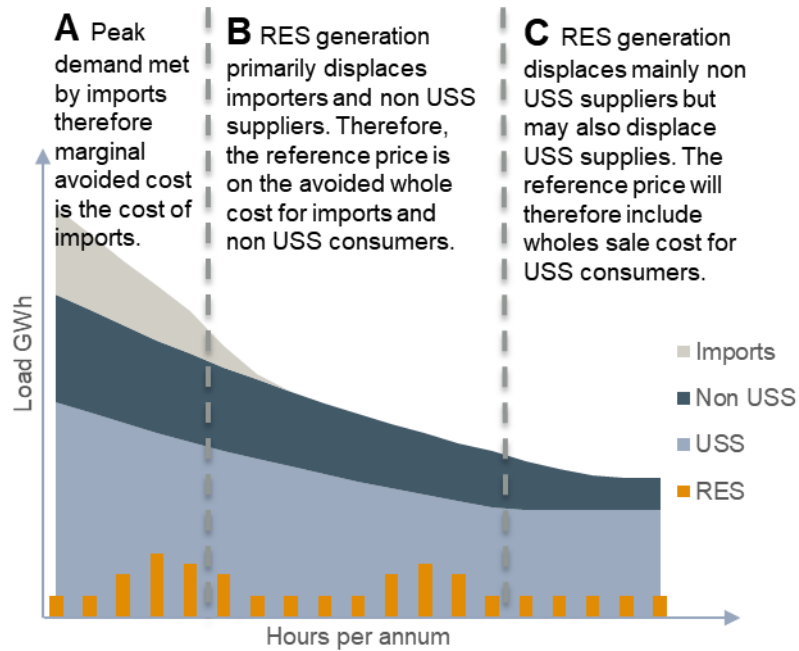 A Peak
demand met
by imports
therefore
marginal
avoided cost
is the cost of
imports.
B RES generation
primarily displaces
importers and non USS
suppliers. Therefore,
the reference price is
on the avoided whole
cost for imports and
non USS consumers.
C RES generation
displaces mainly non
USS suppliers but
may also displace
USS supplies. The
reference price will
therefore include
wholes sale cost for
USS consumers.
Load GWh
Imports
Non USS
USS
RES
Hours per annum